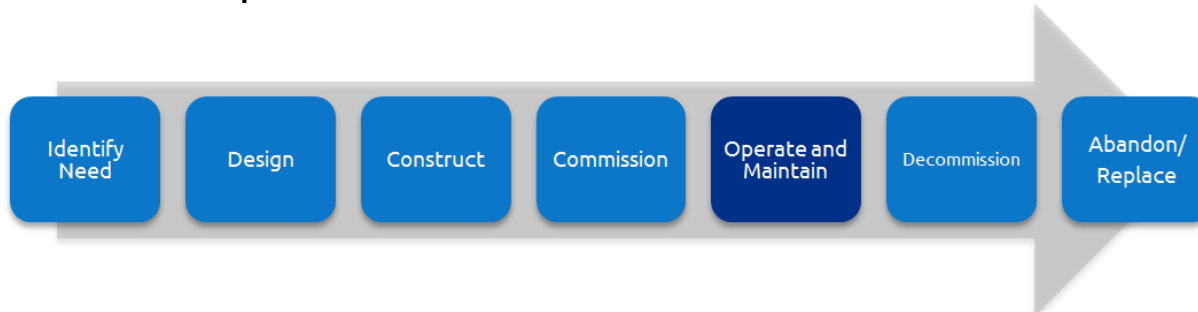 Identify
Need
Design
Construct
Commission
Operate and
Maintain
Decommission
Abandon/
Replace